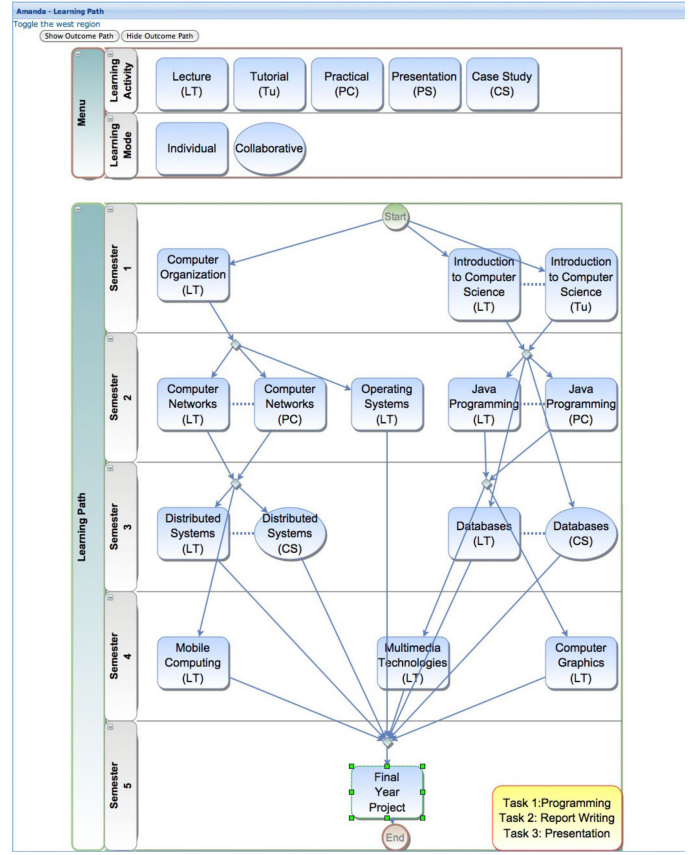 Amanda - Learning Path
Toggle the west region
Show Outcome Path
Hide Outcome Path
Menu
Learning
Activity
Lecture
(LT)
Tutorial
(Tu)
Practical
(PC)
Presentation
(PS)
Case Study
(CS)
Learning
Mode
Individual
Collaborative
Learning Path
Start
Semester
1
Computer
Organization
(LT)
Introduction
to Computer
Science
(LT)
Introduction
to Computer
Science
(Tu)
Semester
2
Computer
Networks
(LT)
Computer
Networks
(PC)
Operating
Systems
(LT)
Java
Programming
(LT)
Java
Programming
(PC)
Semester
3
Distributed
Systems
(LT)
Distributed
Systems
(CS)
Databases
(LT)
Databases
(CS)
Semester
4
Mobile
Computing
(LT)
Multimedia
Technologies
(LT)
Computer
Graphics
(LT)
Semester
5
Final
Year
Project
End
Task 1:Programming
Task 2: Report Writing
Task 3: Presentation